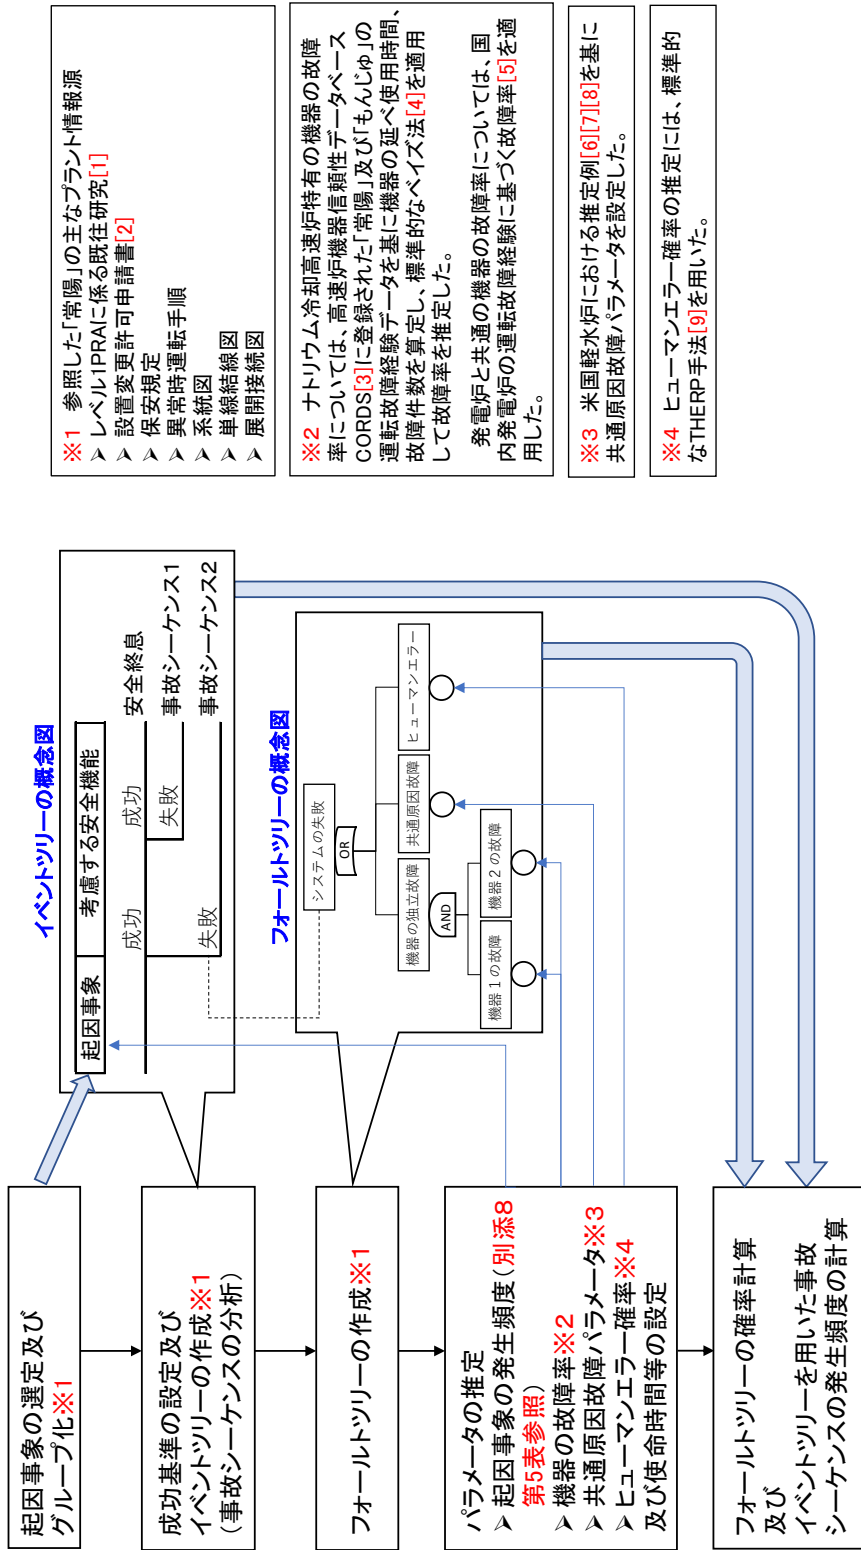 起因事象の選定及び
グループ化※1
成功基準の設定及び
イベントツリーの作成※1
(事故シーケンスの分析)
フォールトツリーの作成※1
パラメータの推定
➢ 起因事象の発生頻度(別添8
第5表参照)
➢ 機器の故障率※2
➢ 共通原因故障パラメータ※3
➢ ヒューマンエラー確率※4
及び使命時間等の設定
フォールトツリーの確率計算
及び
イベントツリーを用いた事故
シーケンスの発生頻度の計算
イベントツリーの概念図
起因事象
考慮する安全機能
成功
成功
安全終息
失敗
事故シーケンス1
失敗
事故シーケンス2
フォールトツリーの概念図
システムの失敗
OR
機器の独立故障
共通原因故障
ヒューマンエラー
AND
機器1の故障
機器2の故障
※1 参照した「常陽」の主なプラント情報源
➢ レベル1PRAに係る既往研究[1]
➢ 設置変更許可申請書[2]
➢ 保安規定
➢ 異常時運転手順
➢ 系統図
➢ 単線結線図
➢ 展開接続図
※2 ナトリウム冷却高速炉特有の機器の故障
率については、高速炉機器信頼性データベース
CORDS[3]に登録された「常陽」及び「もんじゅ」の
運転故障経験データを基に機器の延べ使用時間、
故障件数を算定し、標準的なベイズ法[4]を適用
して故障率を推定した。
発電炉と共通の機器の故障率については、国
内発電炉の運転故障経験に基づく故障率[5]を適
用した。
※3 米国軽水炉における推定例[6][7][8]を基に
共通原因故障パラメータを設定した。
※4 ヒューマンエラー確率の推定には、標準的
なTHERP手法[9]を用いた。